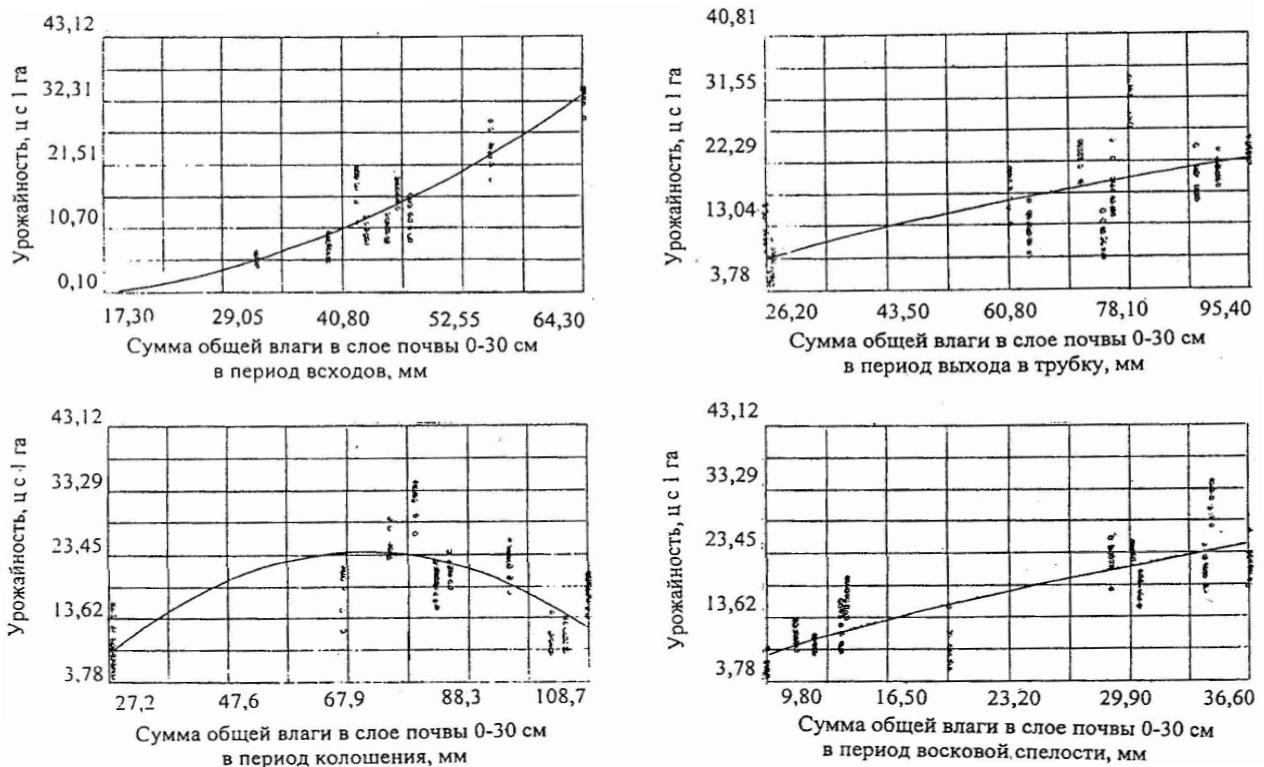 43,12
32,31
21,51
10,70
0,10
Урожайность, ц с 1 га
17,30 29,05 40,80 52,55 64,30
Сумма общей влаги в слое почвы 0-30 см
в период всходов, мм
40,81
31,55
22,29
13,04
3,78
Урожайность, ц с 1 га
26,20 43,50 60,80 78,10 95,40
Сумма общей влаги в слое почвы 0-30 см
в период выхода в трубку, мм
43,12
33,29
23,45
13,62
3,78
Урожайность, ц с 1 га
27,2 47,6 67,9 88,3 108,7
Сумма общей влаги в слое почвы 0-30 см
в период колошения, мм
43,12
33,29
23,45
13,62
3,78
Урожайность, ц с 1 га
9,80 16,50 23,20 29,90 36,60
Сумма общей влаги в слое почвы 0-30 см
в период восковой спелости, мм